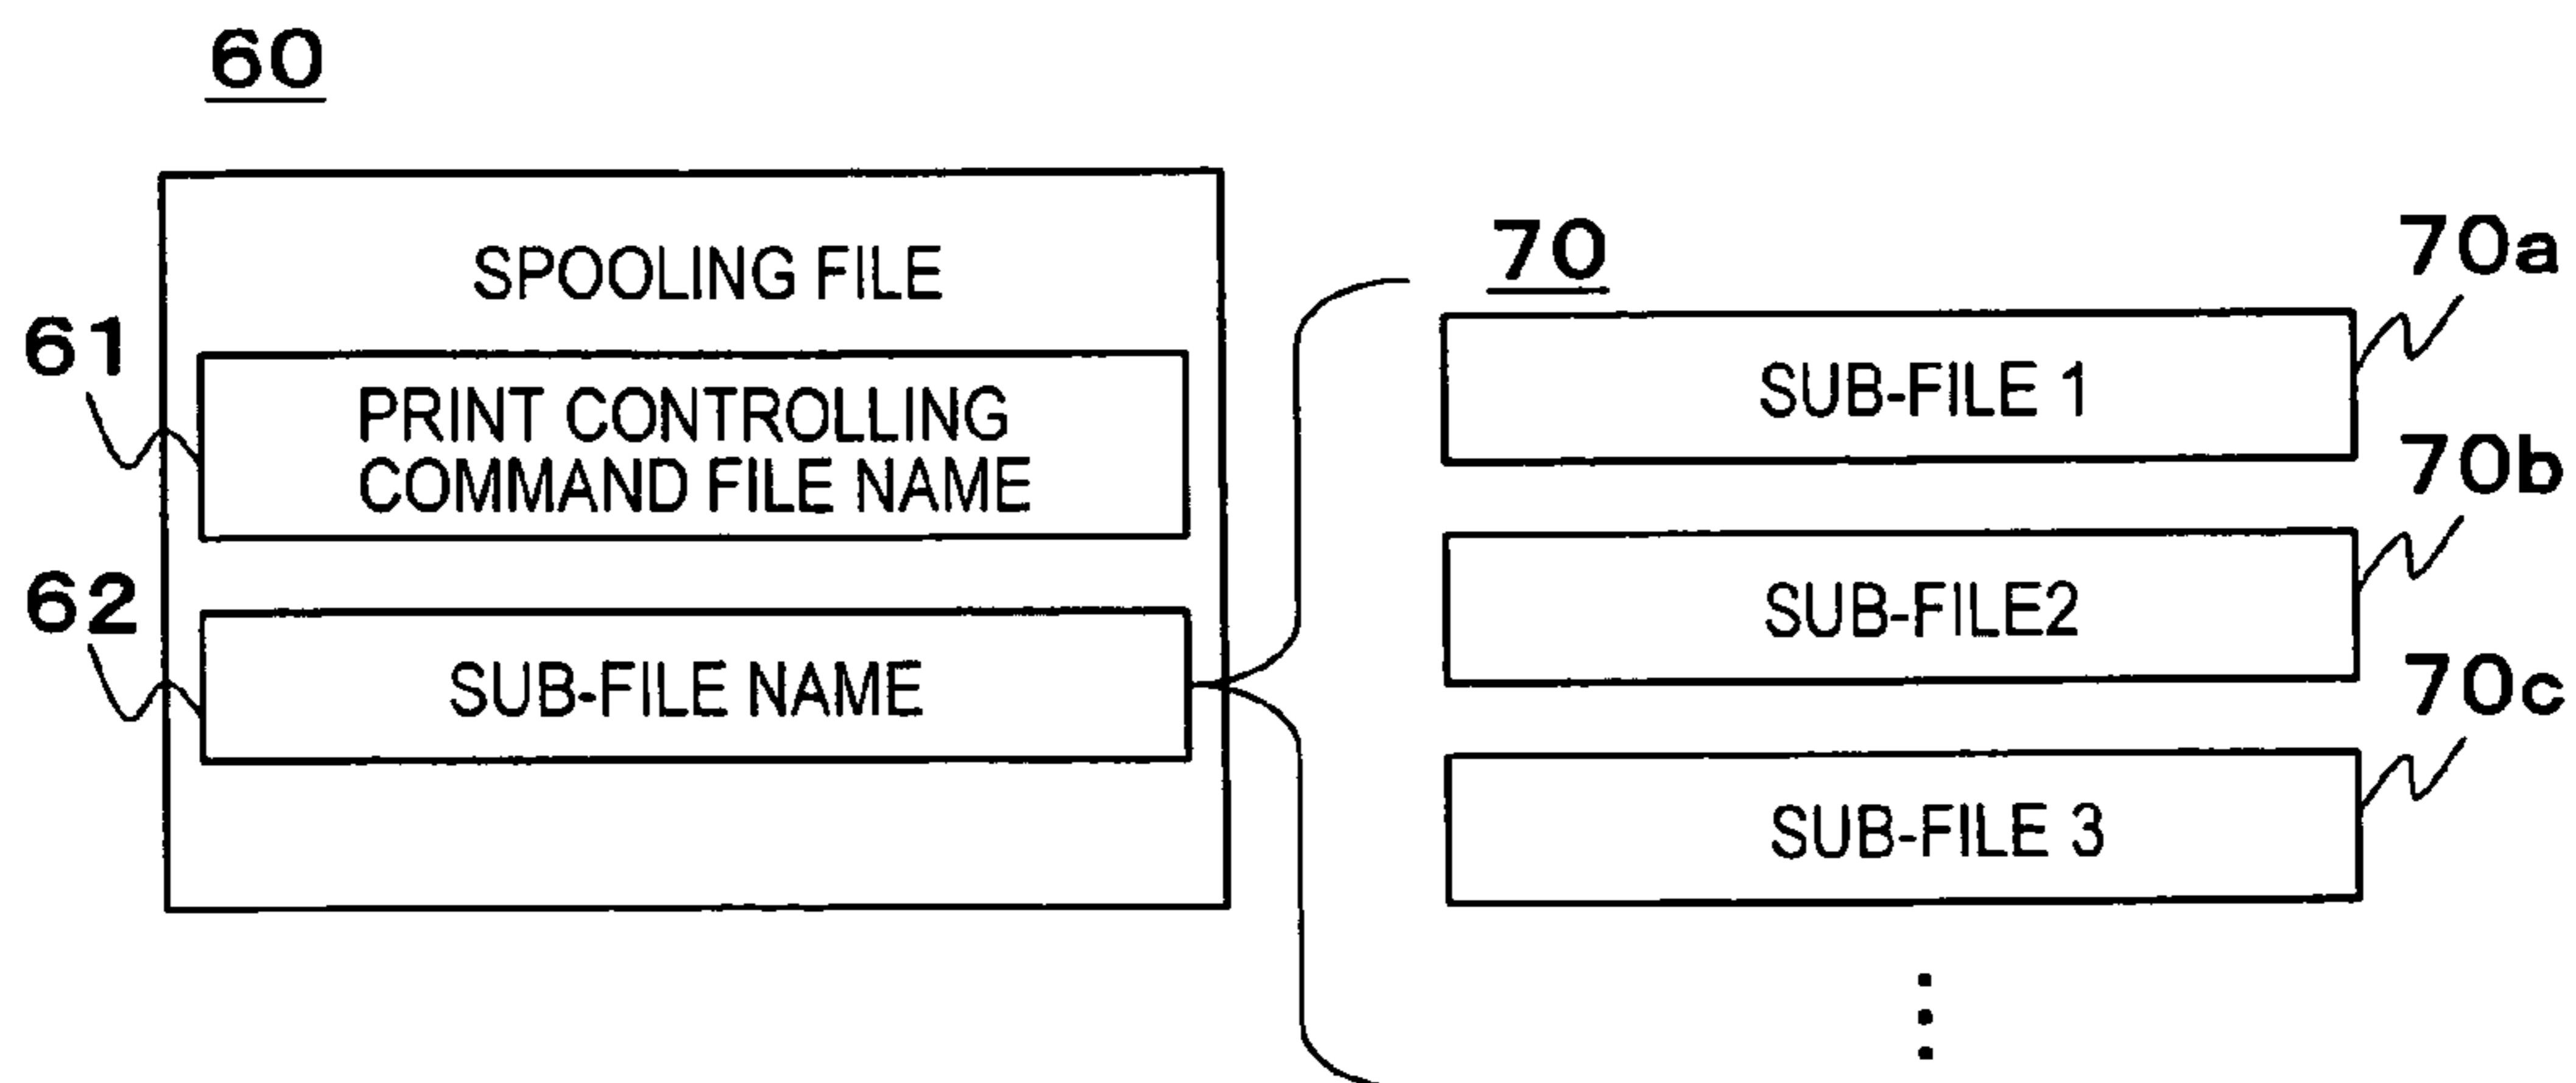 60
SPOOLING FILE
61
PRINT CONTROLLING
COMMAND FILE NAME
62
SUB-FILE NAME
70
70a
SUB-FILE 1
70b
SUB-FILE2
70c
SUB-FILE 3